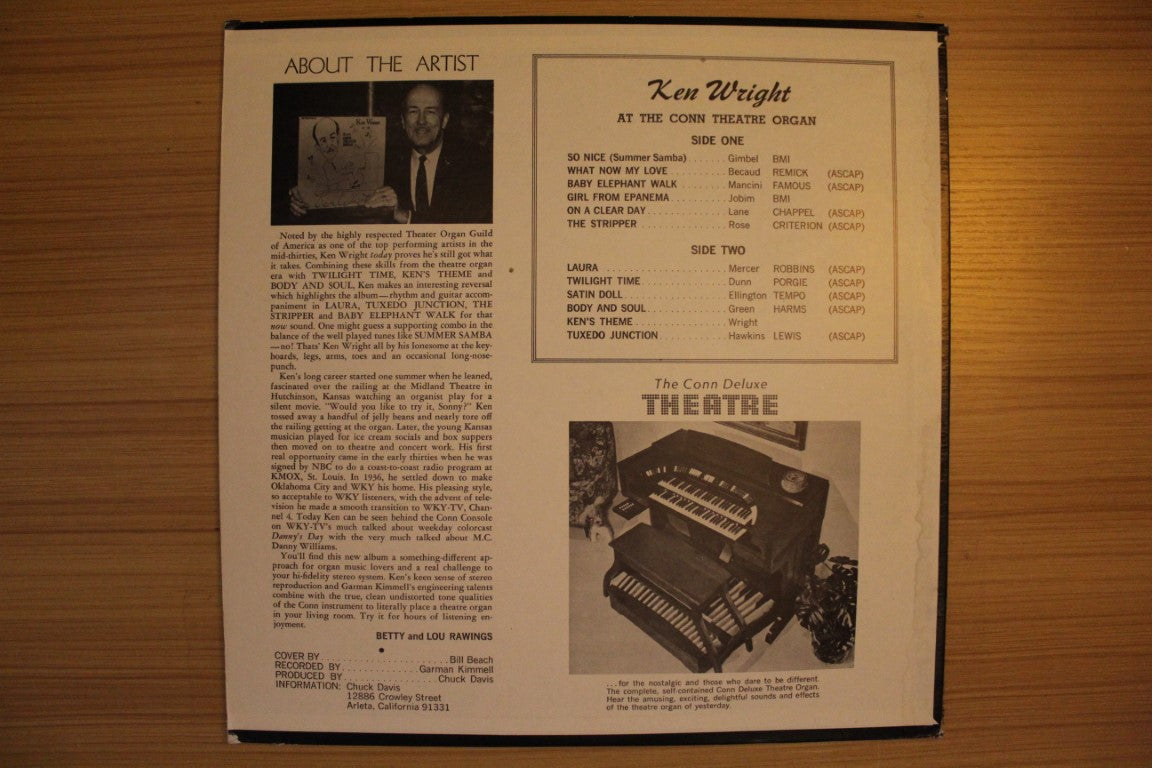 ABOUT THE ARTIST
Ken Wright
Noted by the highly respected Theater Organ Guild
of America as one of the top performing artists in the
mid-thirties, Ken Wright today proves he's still got what
it takes. Combining these skills from the theatre organ
era with TWILIGHT TIME, KEN'S THEME and
BODY AND SOUL, Ken makes an interesting reversal
which highlights the album—rhythm and guitar accom-
paniment in LAURA, TUXEDO JUNCTION, THE
STRIPPER and BABY ELEPHANT WALK for that
now sound. One might guess a supporting combo in the
balance of the well played tunes like SUMMER SAMBA
—no! Thats' Ken Wright all by his lonesome at the key-
boards, legs, arms, toes and an occasional long-nose-
punch.
Ken's long career started one summer when he leaned,
fascinated over the railing at the Midland Theatre in
Hutchinson, Kansas watching an organist play for a
silent movie. "Would you like to try it, Sonny?" Ken
tossed away a handful of jelly beans and nearly tore off
the railing getting at the organ. Later, the young Kansas
musician played for ice cream socials and box suppers
then moved on to theatre and concert work. His first
real opportunity came in the early thirties when he was
signed by NBC to do a coast-to-coast radio program at
KMOX, St. Louis. In 1936, he settled down to make
Oklahoma City and WKY his home. His pleasing style,
so acceptable to WKY listeners, with the advent of tele-
vision he made a smooth transition to WKY-TV, Chan-
nel 4. Today Ken can be seen behind the Conn Console
on WKY-TV's much talked about weekday colorcast
Danny's Day with the very much talked about M.C.
Danny Williams.
You'll find this new album a something-different ap-
proach for organ music lovers and a real challenge to
your hi-fidelity stereo system. Ken's keen sense of stereo
reproduction and Garman Kimmell's engineering talents
combine with the true, clean undistorted tone qualities
of the Conn instrument to literally place a theatre organ
in your living room. Try it for hours of listening en-
joyment.
BETTY and LOU RAWINGS
COVER BY . . . . . . . . . . . . . . . . . . . . . Bill Beach
RECORDED BY . . . . . . . . . . . . . Garman Kimmell
PRODUCED BY . . . . . . . . . . . . . . . . Chuck Davis
INFORMATION: Chuck Davis
12886 Crowley Street
Arleta, California 91331
Ken Wright
AT THE CONN THEATRE ORGAN
SIDE ONE
SO NICE (Summer Samba) . . . . . . . Gimbel BMI
WHAT NOW MY LOVE . . . . . . . . . . Becaud REMICK (ASCAP)
BABY ELEPHANT WALK . . . . . . . . Mancini FAMOUS (ASCAP)
GIRL FROM EPANEMA . . . . . . . . . . Jobim BMI
ON A CLEAR DAY . . . . . . . . . . . . . . Lane CHAPPEL (ASCAP)
THE STRIPPER . . . . . . . . . . . . . . . . Rose CRITERION (ASCAP)
SIDE TWO
LAURA . . . . . . . . . . . . . . . . . . . . . Mercer ROBBINS (ASCAP)
TWILIGHT TIME . . . . . . . . . . . . . . . Dunn PORGIE (ASCAP)
SATIN DOLL . . . . . . . . . . . . . . . . . . Ellington TEMPO (ASCAP)
BODY AND SOUL . . . . . . . . . . . . . . Green HARMS (ASCAP)
KEN'S THEME . . . . . . . . . . . . . . . . Wright
TUXEDO JUNCTION . . . . . . . . . . . . Hawkins LEWIS (ASCAP)
The Conn Deluxe
THEATRE
. . . for the nostalgic and those who dare to be different.
The complete, self-contained Conn Deluxe Theatre Organ.
Hear the amusing, exciting, delightful sounds and effects
of the theatre organ of yesterday.